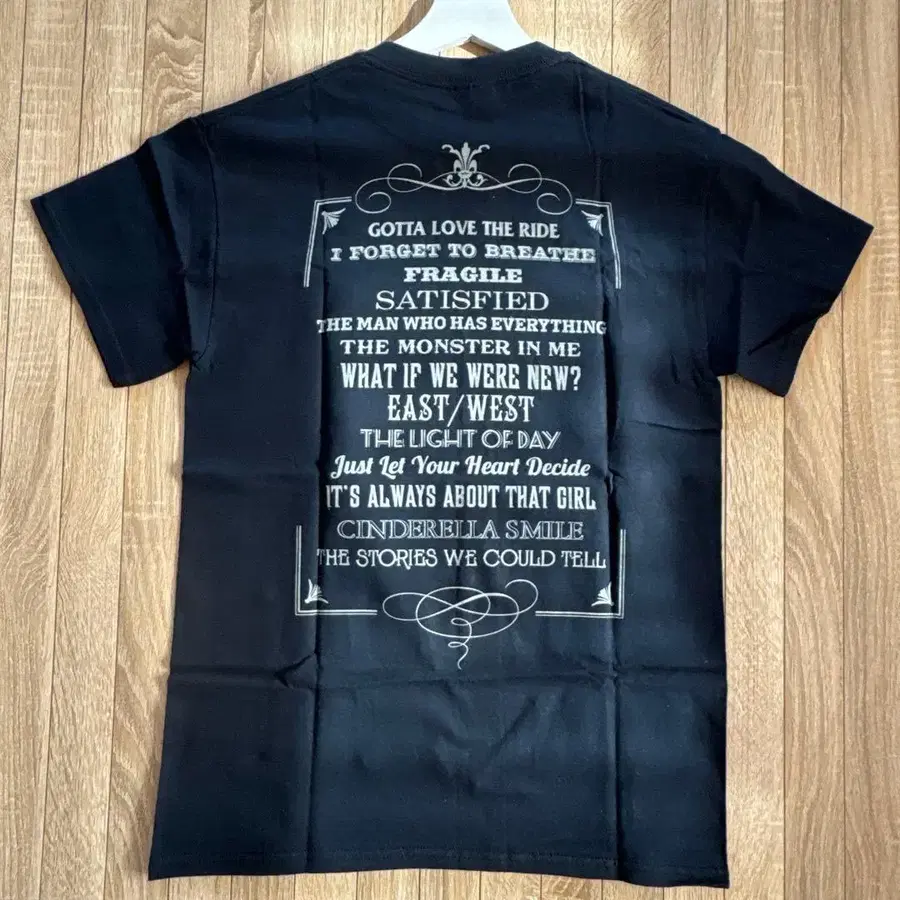 GOTTA LOVE THE RIDE
I FORGET TO BREATHE
FRAGILE
SATISFIED
THE MAN WHO HAS EVERYTHING
THE MONSTER IN ME
WHAT IF WE WERE NEW?
EAST/WEST
THE LIGHT OF DAY
Just Let Your Heart Decide
IT'S ALWAYS ABOUT THAT GIRL
CINDERELLA SMILE
THE STORIES WE COULD TELL